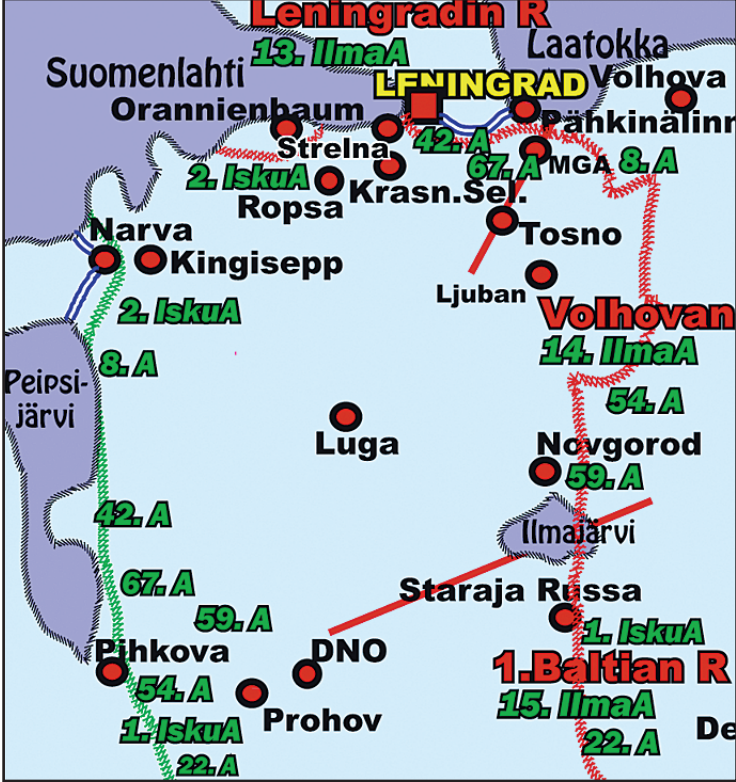 Leningradin R
13. IlmaA
Laatokka
Suomenlahti
LENINGRAD
Volhova
Orannienbaum
Pähkinälinn
Strelna
42. A
67. A
MGA
8. A
2. IskuA
Krasn.Sel.
Ropsa
Narva
Tosno
Kingisepp
Ljuban
2. IskuA
Volhovan
14. IlmaA
8. A
Peipsi-
järvi
54. A
Luga
Novgorod
59. A
42. A
Ilmajärvi
67. A
Staraja Russa
59. A
1. IskuA
Pihkova
DNO
1.Baltian R
54. A
15. IlmaA
Prohov
1. IskuA
De
22. A
22. A